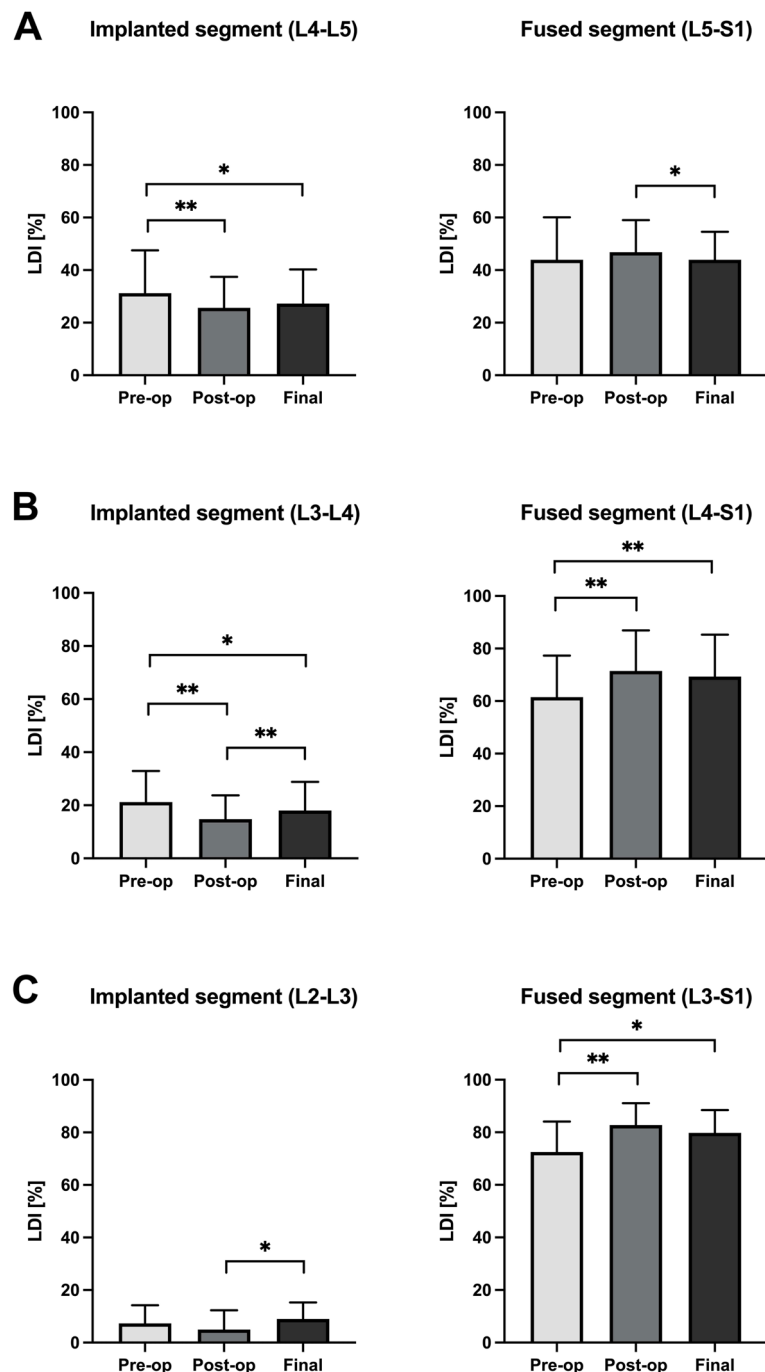 A
Implanted segment (L4-L5)
Fused segment (L5-S1)
LDI [%]
100
80
60
40
20
0
*
**
Pre-op Post-op Final
LDI [%]
100
80
60
40
20
0
*
Pre-op Post-op Final
B
Implanted segment (L3-L4)
Fused segment (L4-S1)
LDI [%]
100
80
60
40
20
0
*
**
**
Pre-op Post-op Final
LDI [%]
100
80
60
40
20
0
**
**
Pre-op Post-op Final
C
Implanted segment (L2-L3)
Fused segment (L3-S1)
LDI [%]
100
80
60
40
20
0
*
Pre-op Post-op Final
LDI [%]
100
80
60
40
20
0
*
**
Pre-op Post-op Final